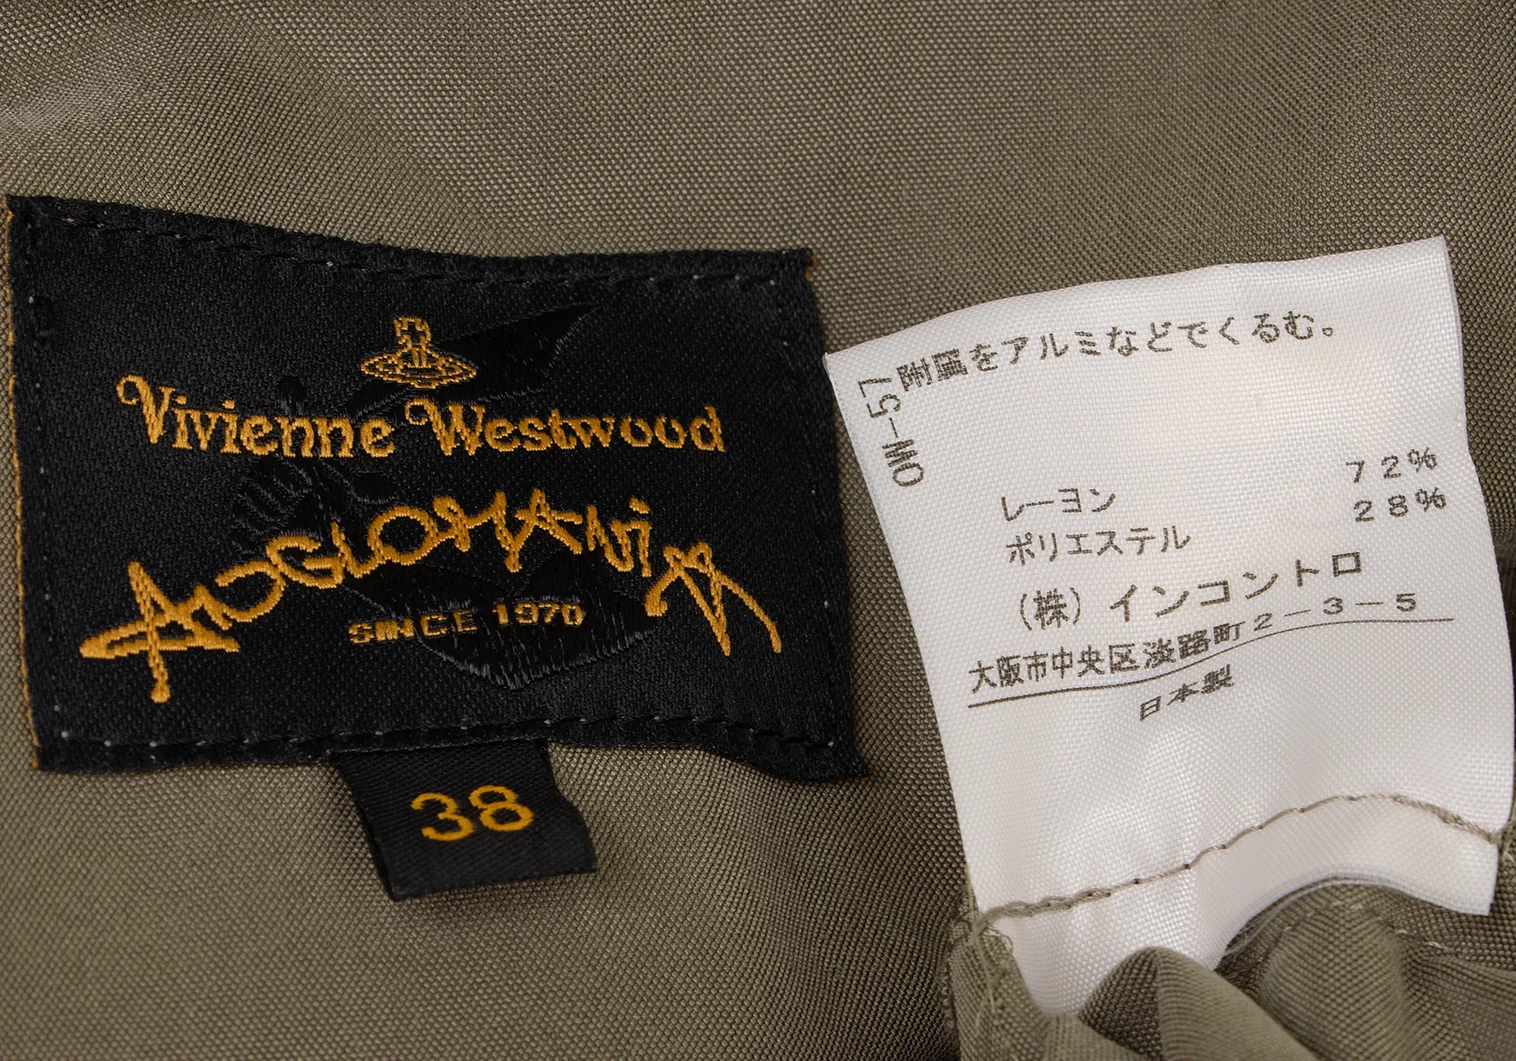 Vivienne Westwood
ANGLOMANiA
SINCE 1970
38
OWW-57
附属をアルミなどでくるむ。
レーヨン 72%
ポリエステル 28%
(株)インコントロ
大阪市中央区淡路町2-3-5
日本製